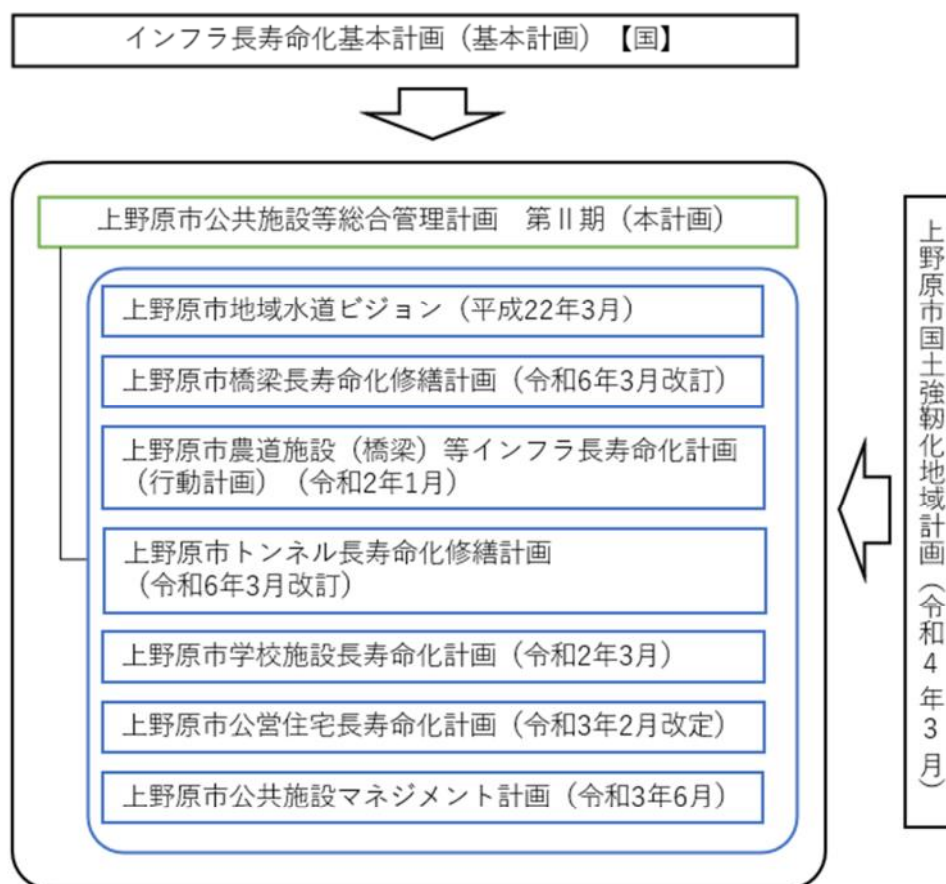 インフラ長寿命化基本計画（基本計画）【国】
上野原市公共施設等総合管理計画　第Ⅱ期（本計画）
上野原市地域水道ビジョン（平成22年3月）
上野原市橋梁長寿命化修繕計画（令和6年3月改訂）
上野原市農道施設（橋梁）等インフラ長寿命化計画
（行動計画）（令和2年1月）
上野原市トンネル長寿命化修繕計画
（令和6年3月改訂）
上野原市学校施設長寿命化計画（令和2年3月）
上野原市公営住宅長寿命化計画（令和3年2月改定）
上野原市公共施設マネジメント計画（令和3年6月）
上野原市国土強靭化地域計画（令和4年3月）